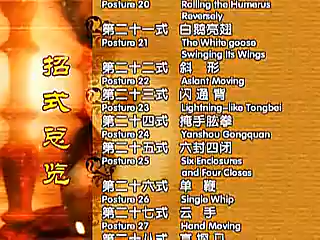 招式总览
Posture 20 Rolling the Humerus
Reversely
第二十一式 白鹅亮翅
Posture 21 The White goose
Swinging Its Wings
第二十二式 斜形
Posture 22 Aslant Moving
第二十三式 闪通背
Posture 23 Lightning-like Tongbei
第二十四式 掩手肱拳
Posture 24 Yanshou Gongquan
第二十五式 六封四闭
Posture 25 Six Enclosures
and Four Closes
第二十六式 单鞭
Posture 26 Single Whip
第二十七式 云手
Posture 27 Hand Moving
第二十八式